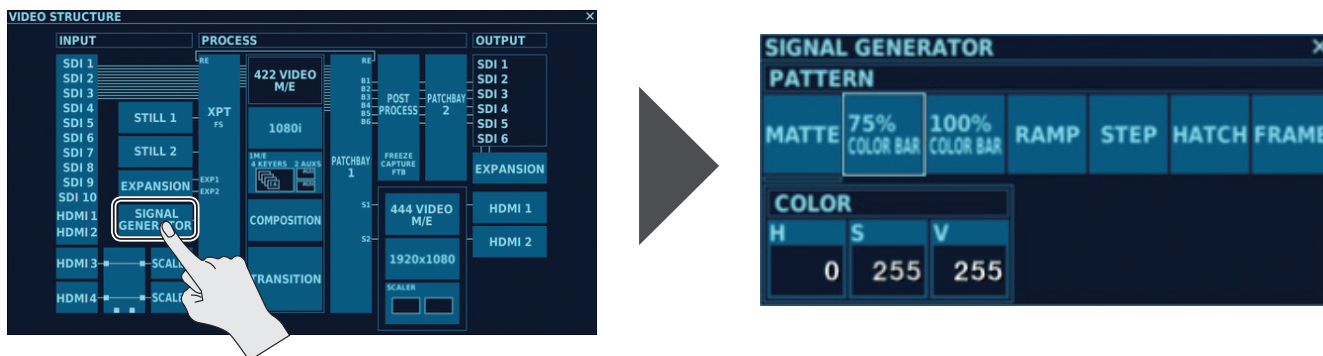 VIDEO STRUCTURE
×
INPUT
PROCESS
OUTPUT
SDI 1
SDI 2
SDI 3
SDI 4
SDI 5
SDI 6
SDI 7
SDI 8
SDI 9
SDI 10
HDMI 1
HDMI 2
HDMI 3
HDMI 4
STILL 1
STILL 2
EXPANSION
SIGNAL
GENERATOR
SCALE
SCALE
RE
XPT
FS
EXP1
EXP2
422 VIDEO
M/E
1080i
1M/E
4 KEYERS 2 AUXS
COMPOSITION
TRANSITION
RE
B1
B2
B3
B4
B5
B6
PATCHBAY
1
S1
S2
POST
PROCESS
FREEZE
CAPTURE
FTB
PATCHBAY
2
444 VIDEO
M/E
1920x1080
SCALER
SDI 1
SDI 2
SDI 3
SDI 4
SDI 5
SDI 6
EXPANSION
HDMI 1
HDMI 2
SIGNAL GENERATOR
×
PATTERN
MATTE
75%
COLOR BAR
100%
COLOR BAR
RAMP
STEP
HATCH
FRAME
COLOR
H
S
V
0
255
255